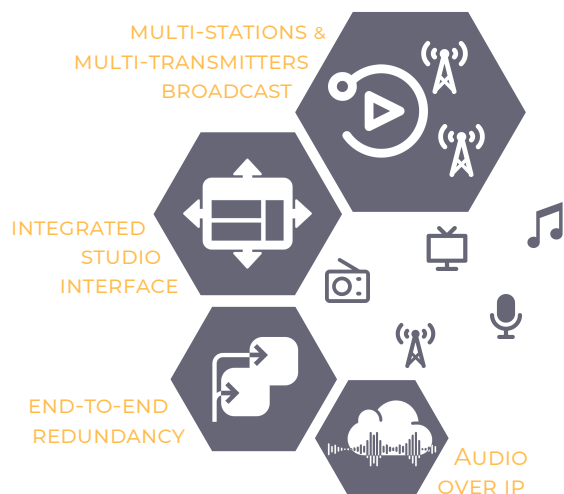 MULTI-STATIONS &
MULTI-TRANSMITTERS
BROADCAST
INTEGRATED
STUDIO
INTERFACE
END-TO-END
REDUNDANCY
AUDIO
OVER IP